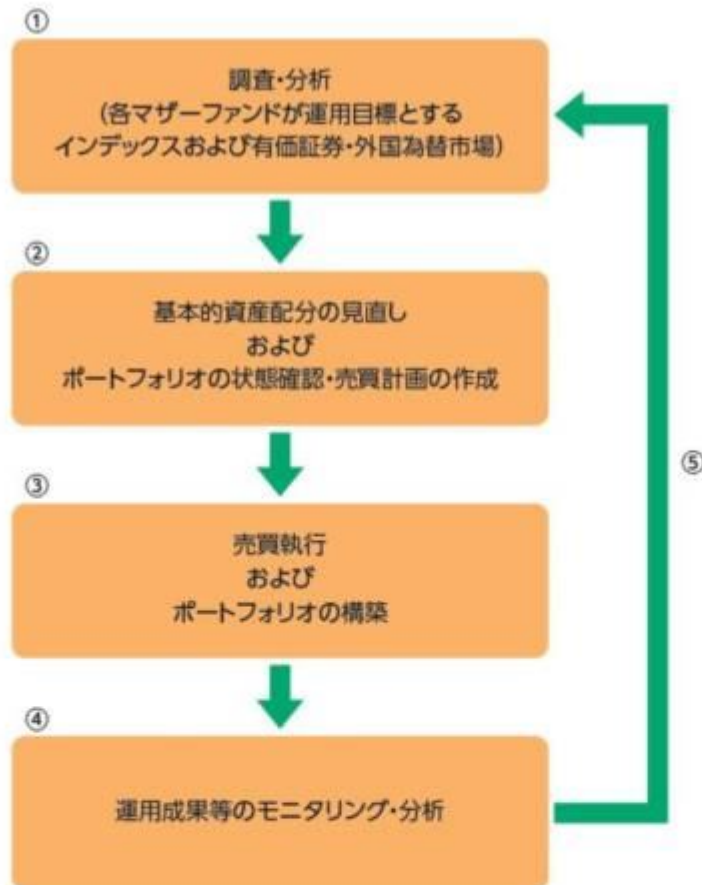 ①
調査・分析
(各マザーファンドが運用目標とする
インデックスおよび有価証券・外国為替市場)
②
基本的資産配分の見直し
および
ポートフォリオの状態確認・売買計画の作成
③
売買執行
および
ポートフォリオの構築
④
運用成果等のモニタリング・分析
⑤